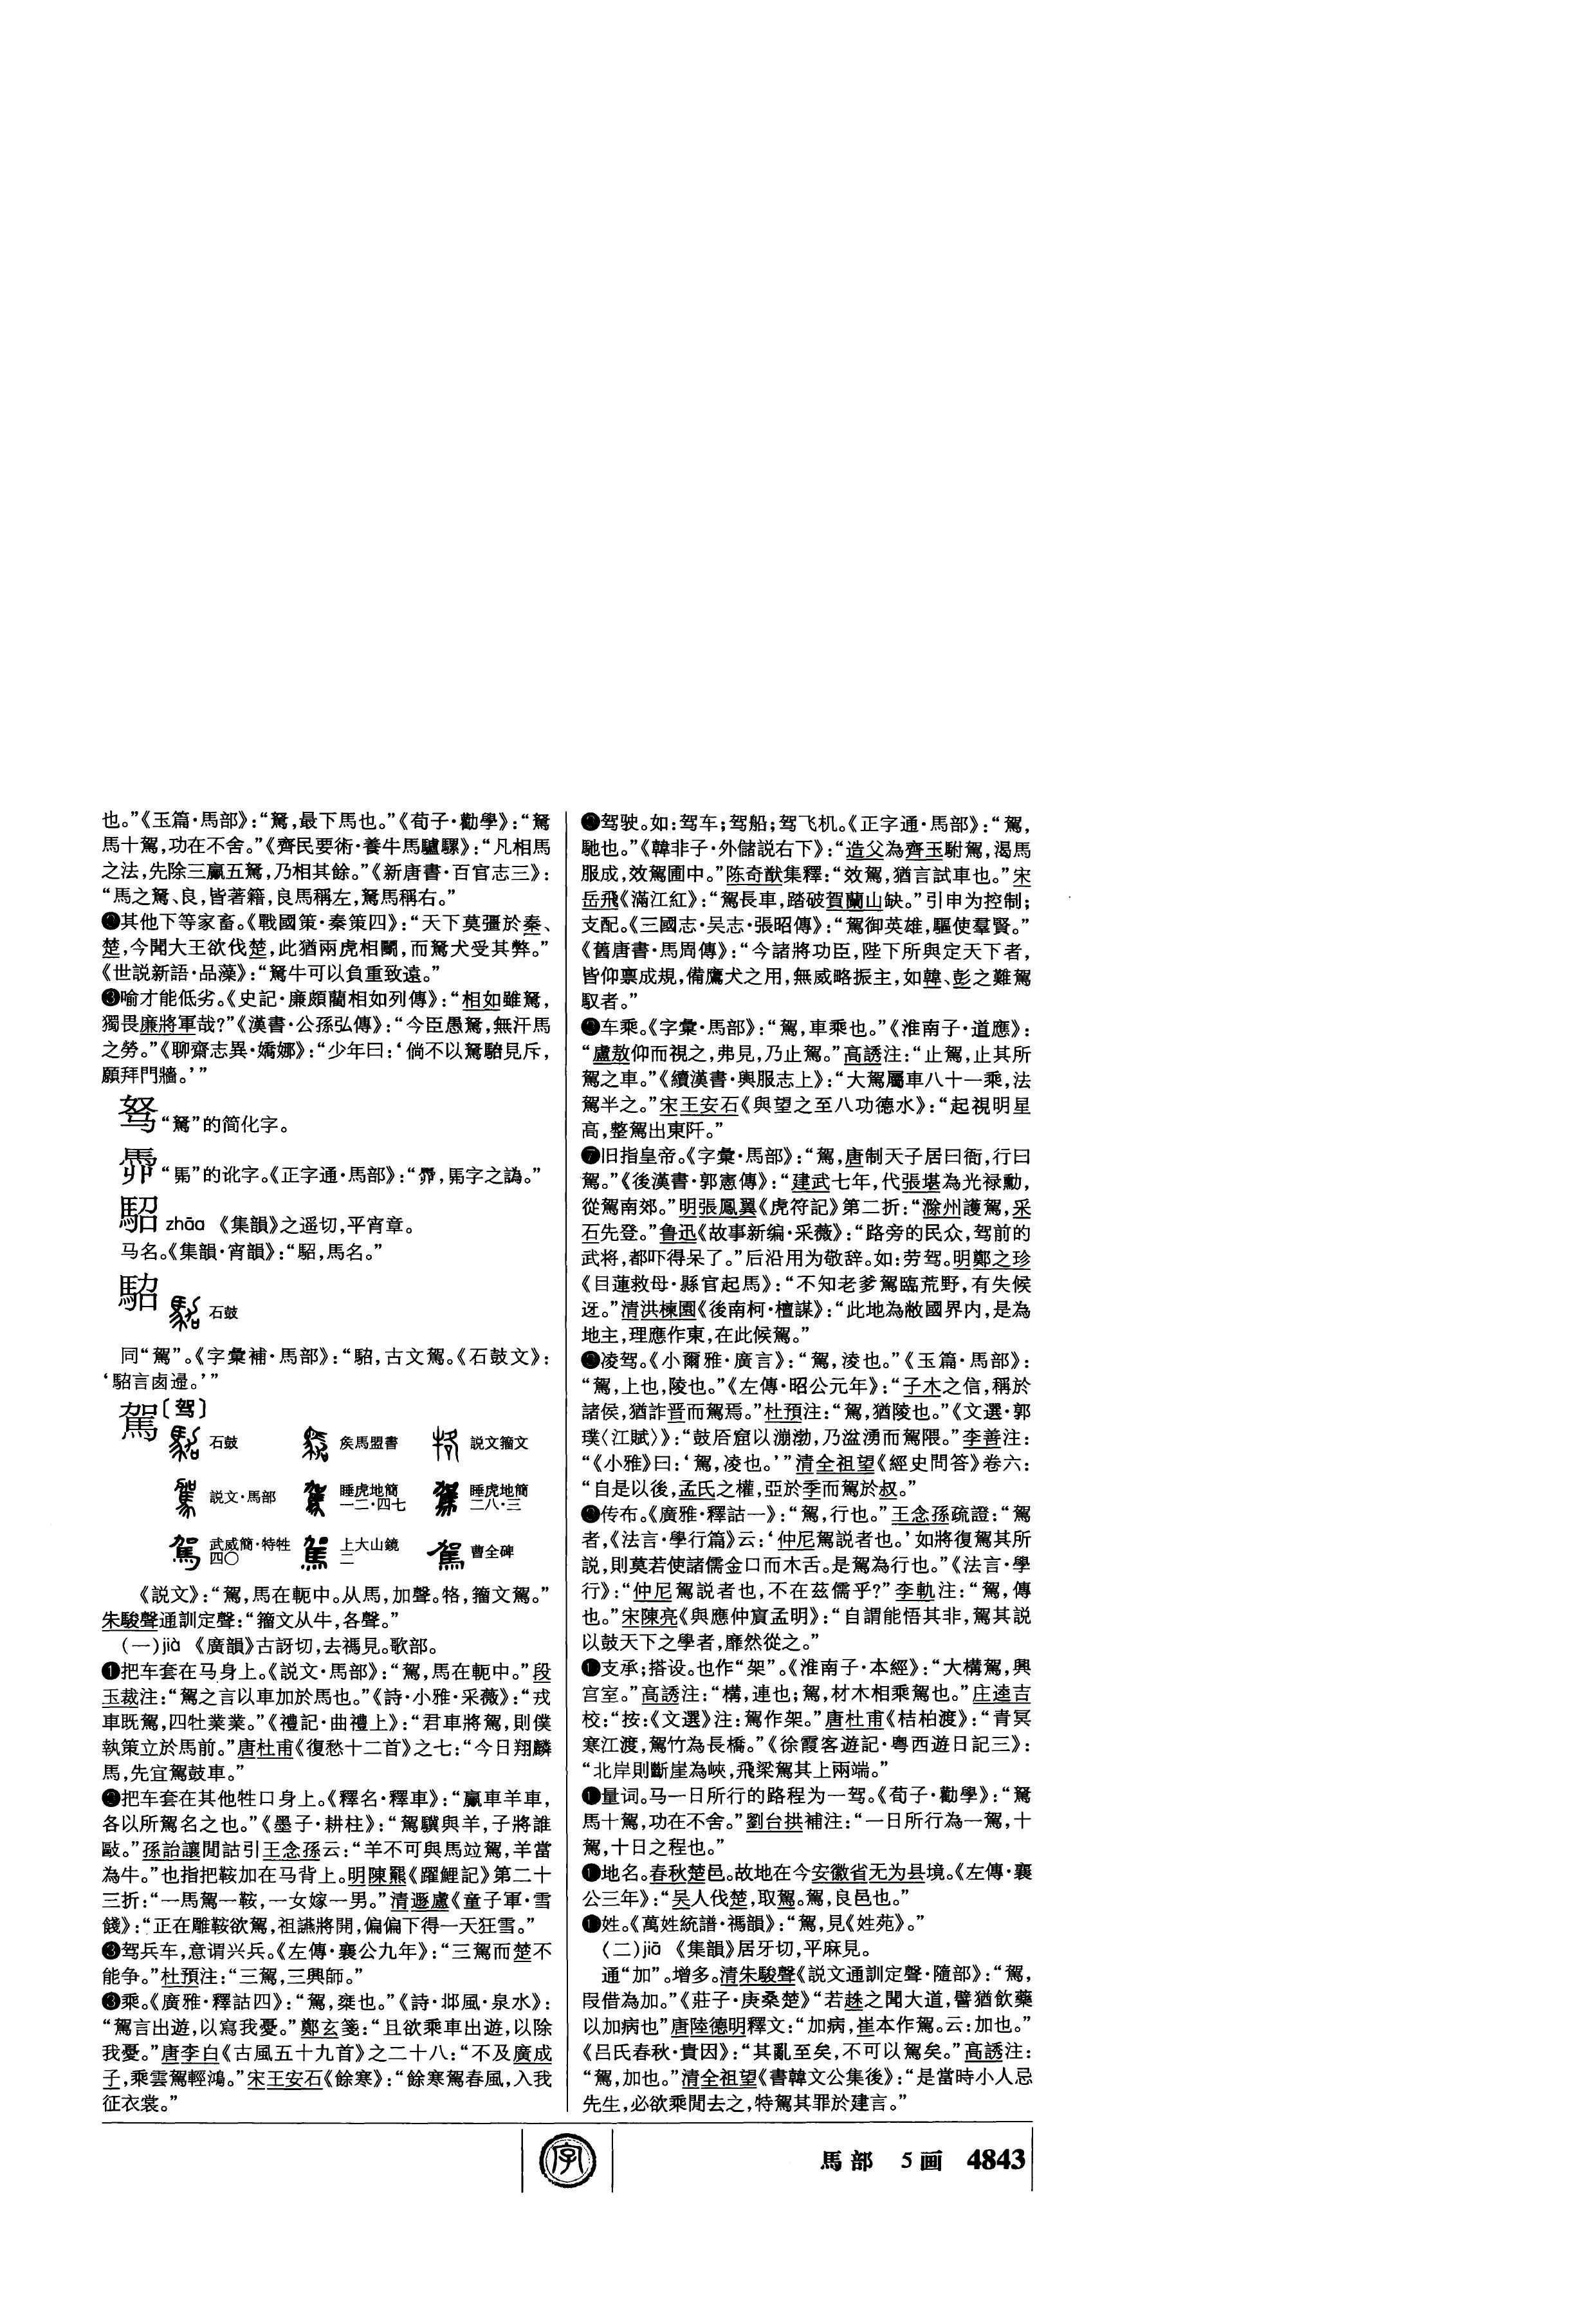 也。”《玉篇·馬部》：“駑，最下馬也。”《荀子·勸學》：“駑
馬十駕，功在不舍。”《齊民要術·養牛馬驢騾》：“凡相馬
之法，先除三羸五駑，乃相其餘。”《新唐書·百官志三》：
“馬之駑、良，皆著籍，良馬稱左，駑馬稱右。”
❷其他下等家畜。《戰國策·秦策四》：“天下莫彊於秦、
楚，今聞大王欲伐楚，此猶兩虎相鬭，而駑犬受其弊。”
《世説新語·品藻》：“駑牛可以負重致遠。”
❸喻才能低劣。《史記·廉頗藺相如列傳》：“相如雖駑，
獨畏廉將軍哉？”《漢書·公孫弘傳》：“今臣愚駑，無汗馬
之勞。”《聊齋志異·嬌娜》：“少年曰：‘倘不以駑駘見斥，
願拜門牆。’”
驽 “駑”的简化字。
“ ”的讹字。《正字通·馬部》：“ ， 字之譌。”
駋 zhāo 《集韻》之遥切，平宵章。
马名。《集韻·宵韻》：“駋，馬名。”
石鼓
同“駕”。《字彙補·馬部》：“ ，古文駕。《石鼓文》：
‘ 言卤 。’”
駕〔驾〕
石鼓 矦馬盟書 説文籀文
説文·馬部 睡虎地簡一二·四七 睡虎地簡二八·三
武威簡·特牲四〇 上大山鏡二 曹全碑
《説文》：“駕，馬在軛中。从馬，加聲。 ，籀文駕。”
朱駿聲通訓定聲：“籀文从牛，各聲。”
（一）jià 《廣韻》古訝切，去禡見。歌部。
❶把车套在马身上。《説文·馬部》：“駕，馬在軛中。”段
玉裁注：“駕之言以車加於馬也。”《詩·小雅·采薇》：“戎
車既駕，四牡業業。”《禮記·曲禮上》：“君車將駕，則僕
執策立於馬前。”唐杜甫《復愁十二首》之七：“今日翔麟
馬，先宜駕鼓車。”
❷把车套在其他牲口身上。《釋名·釋車》：“羸車羊車，
各以所駕名之也。”《墨子·耕柱》：“駕驥與羊，子將誰
敺。”孫詒讓閒詁引王念孫云：“羊不可與馬竝駕，羊當
為牛。”也指把鞍加在马背上。明陳羆《躍鯉記》第二十
三折：“一馬駕一鞍，一女嫁一男。”清遯廬《童子軍·雪
餞》：“正在雕鞍欲駕，祖讌將開，偏偏下得一天狂雪。”
❸驾兵车，意谓兴兵。《左傳·襄公九年》：“三駕而楚不
能争。”杜預注：“三駕，三興師。”
乘。《廣雅·釋詁四》：“駕，椉也。”《詩·邶風·泉水》：
“駕言出遊，以寫我憂。”鄭玄箋：“且欲乘車出遊，以除
我憂。”唐李白《古風五十九首》之二十八：“不及廣成
子，乘雲駕輕鴻。”宋王安石《餘寒》：“餘寒駕春風，入我
征衣裳。”
驾驶。如：驾车；驾船；驾飞机。《正字通·馬部》：“駕，
馳也。”《韓非子·外儲説右下》：“造父為齊王駙駕，渴馬
服成，效駕圃中。”陈奇猷集釋：“效駕，猶言試車也。”宋
岳飛《滿江紅》：“駕長車，踏破賀蘭山缺。”引申为控制；
支配。《三國志·吴志·張昭傳》：“駕御英雄，驅使羣賢。”
《舊唐書·馬周傳》：“今諸將功臣，陛下所與定天下者，
皆仰禀成規，備鷹犬之用，無威略振主，如韓、彭之難駕
馭者。”
车乘。《字彙·馬部》：“駕，車乘也。”《淮南子·道應》：
“盧敖仰而視之，弗見，乃止駕。”高誘注：“止駕，止其所
駕之車。”《續漢書·輿服志上》：“大駕屬車八十一乘，法
駕半之。”宋王安石《與望之至八功德水》：“起視明星
高，整駕出東阡。”
❼旧指皇帝。《字彙·馬部》：“駕，唐制天子居曰衙，行曰
駕。”《後漢書·郭憲傳》：“建武七年，代張堪為光禄勳，
從駕南郊。”明張鳳翼《虎符記》第二折：“滁州護駕，采
石先登。”鲁迅《故事新编·采薇》：“路旁的民众，驾前的
武将，都吓得呆了。”后沿用为敬辞。如：劳驾。明鄭之珍
《目蓮救母·縣官起馬》：“不知老爹駕臨荒野，有失候
迓。”清洪楝園《後南柯·檀謀》：“此地為敝國界内，是為
地主，理應作東，在此候駕。”
凌驾。《小爾雅·廣言》：“駕，淩也。”《玉篇·馬部》：
“駕，上也，陵也。”《左傳·昭公元年》：“子木之信，稱於
諸侯，猶詐晋而駕焉。”杜預注：“駕，猶陵也。”《文選·郭
璞〈江賦〉》：“鼓㕂窟以漰渤，乃湓湧而駕隈。”李善注：
“《小雅》曰：‘駕，凌也。’”清全祖望《經史問答》卷六：
“自是以後，孟氏之權，亞於季而駕於叔。”
传布。《廣雅·釋詁一》：“駕，行也。”王念孫疏證：“駕
者，《法言·學行篇》云：‘仲尼駕説者也。’如將復駕其所
説，則莫若使諸儒金口而木舌。是駕為行也。”《法言·學
行》：“仲尼駕説者也，不在茲儒乎？”李軌注：“駕，傳
也。”宋陳亮《與應仲實孟明》：“自謂能悟其非，駕其説
以鼓天下之學者，靡然從之。”
支承；搭设。也作“架”。《淮南子·本經》：“大構駕，興
宫室。”高誘注：“構，連也；駕，材木相乘駕也。”庄逵吉
校：“按：《文選》注：駕作架。”唐杜甫《桔柏渡》：“青冥
寒江渡，駕竹為長橋。”《徐霞客遊記·粤西遊日記三》：
“北岸則斷崖為峽，飛梁駕其上兩端。”
量词。马一日所行的路程为一驾。《荀子·勸學》：“駑
馬十駕，功在不舍。”劉台拱補注：“一日所行為一駕，十
駕，十日之程也。”
地名。春秋楚邑。故地在今安徽省无为县境。《左傳·襄
公三年》：“吴人伐楚，取駕。駕，良邑也。”
姓。《萬姓統譜·禡韻》：“駕，見《姓苑》。”
（二）jiā 《集韻》居牙切，平麻見。
通“加”。增多。清朱駿聲《説文通訓定聲·隨部》：“駕，
叚借為加。”《莊子·庚桑楚》“若趎之聞大道，譬猶飲藥
以加病也”唐陸德明釋文：“加病，崔本作駕。云：加也。”
《吕氏春秋·貴因》：“其亂至矣，不可以駕矣。”高誘注：
“駕，加也。”清全祖望《書韓文公集後》：“是當時小人忌
先生，必欲乘閒去之，特駕其罪於建言。”
字
馬部 5画 4843